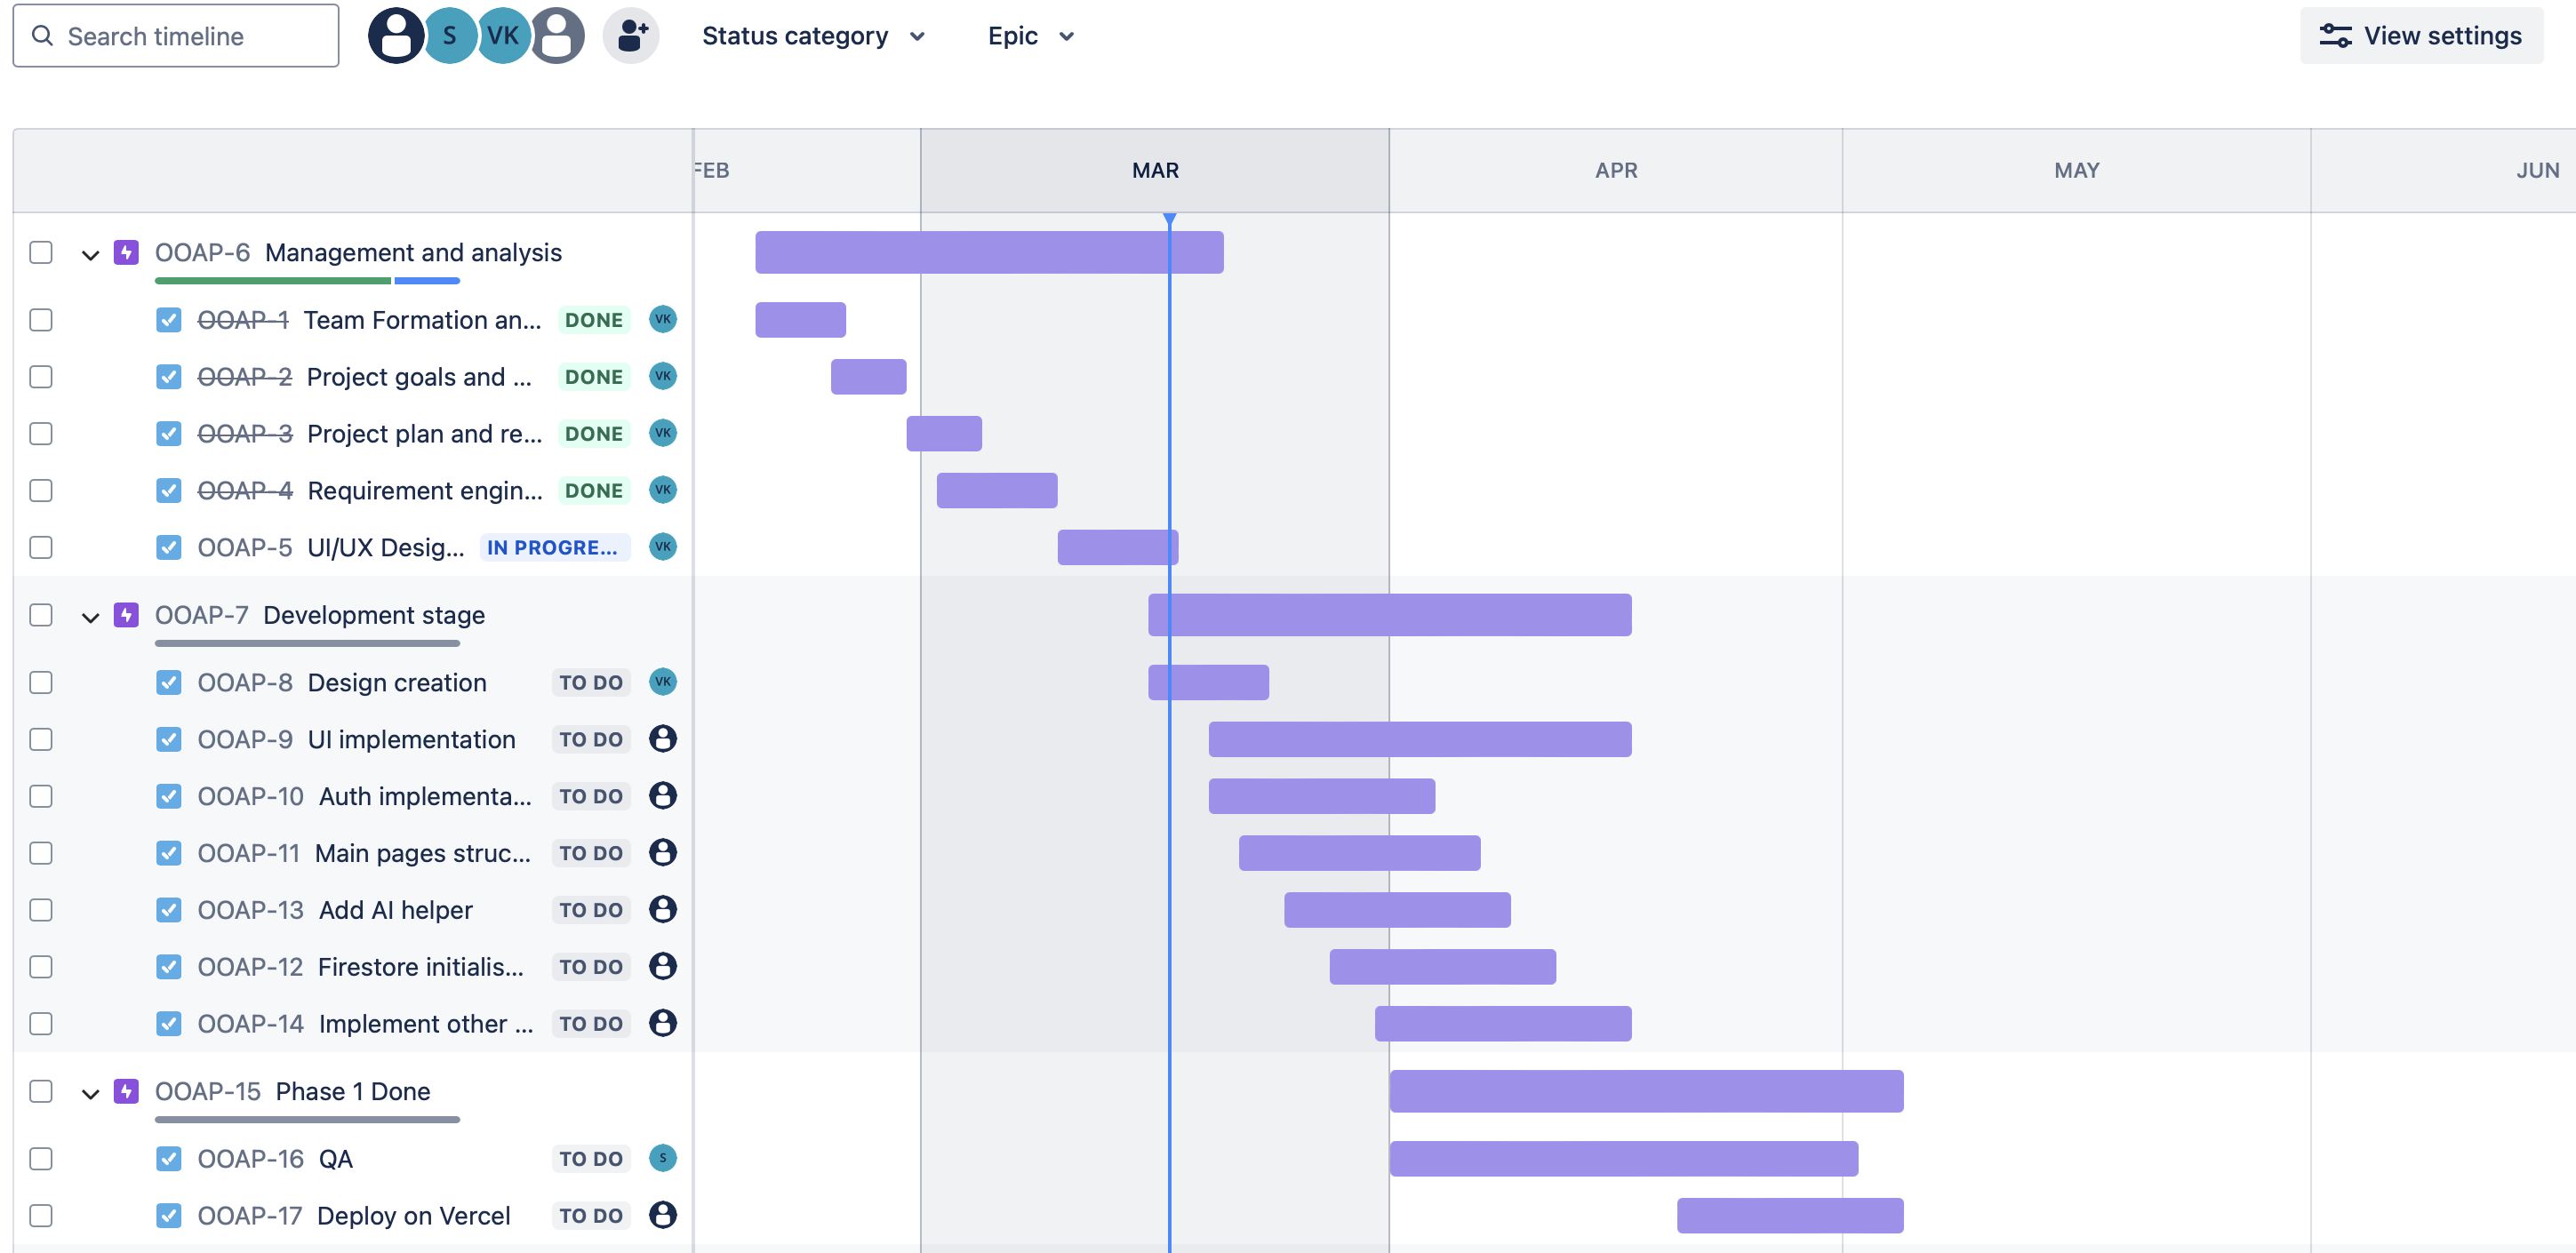 Search timeline S VK Status category Epic View settings
FEB MAR APR MAY JUN
OOAP-6 Management and analysis
OOAP-1 Team Formation an... DONE VK
OOAP-2 Project goals and ... DONE VK
OOAP-3 Project plan and re... DONE VK
OOAP-4 Requirement engin... DONE VK
OOAP-5 UI/UX Desig... IN PROGRE... VK
OOAP-7 Development stage
OOAP-8 Design creation TO DO VK
OOAP-9 UI implementation TO DO
OOAP-10 Auth implementa... TO DO
OOAP-11 Main pages struc... TO DO
OOAP-13 Add AI helper TO DO
OOAP-12 Firestore initialis... TO DO
OOAP-14 Implement other ... TO DO
OOAP-15 Phase 1 Done
OOAP-16 QA TO DO S
OOAP-17 Deploy on Vercel TO DO